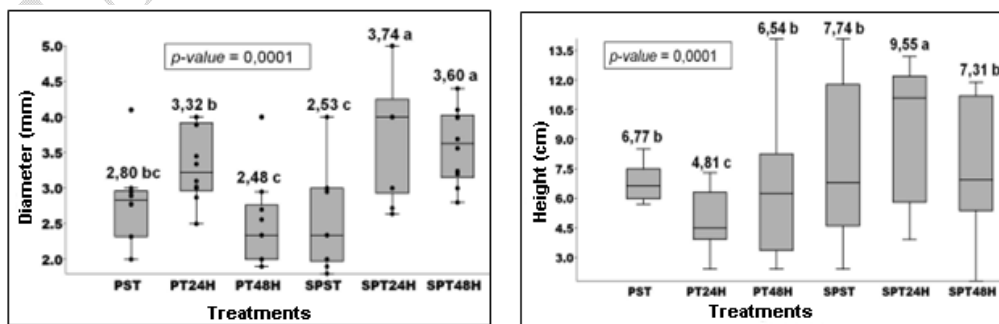 p-value = 0,0001
3,74 a
3,60 a
3,32 b
2,80 bc
2,48 c
2,53 c
Diameter (mm)
5.0
4.5
4.0
3.5
3.0
2.5
2.0
PST PT24H PT48H SPST SPT24H SPT48H
Treatments
p-value = 0,0001
6,54 b
7,74 b
9,55 a
7,31 b
6,77 b
4,81 c
Height (cm)
13.5
12.0
10.5
9.0
7.5
6.0
4.5
3.0
PST PT24H PT48H SPST SPT24H SPT48H
Treatments